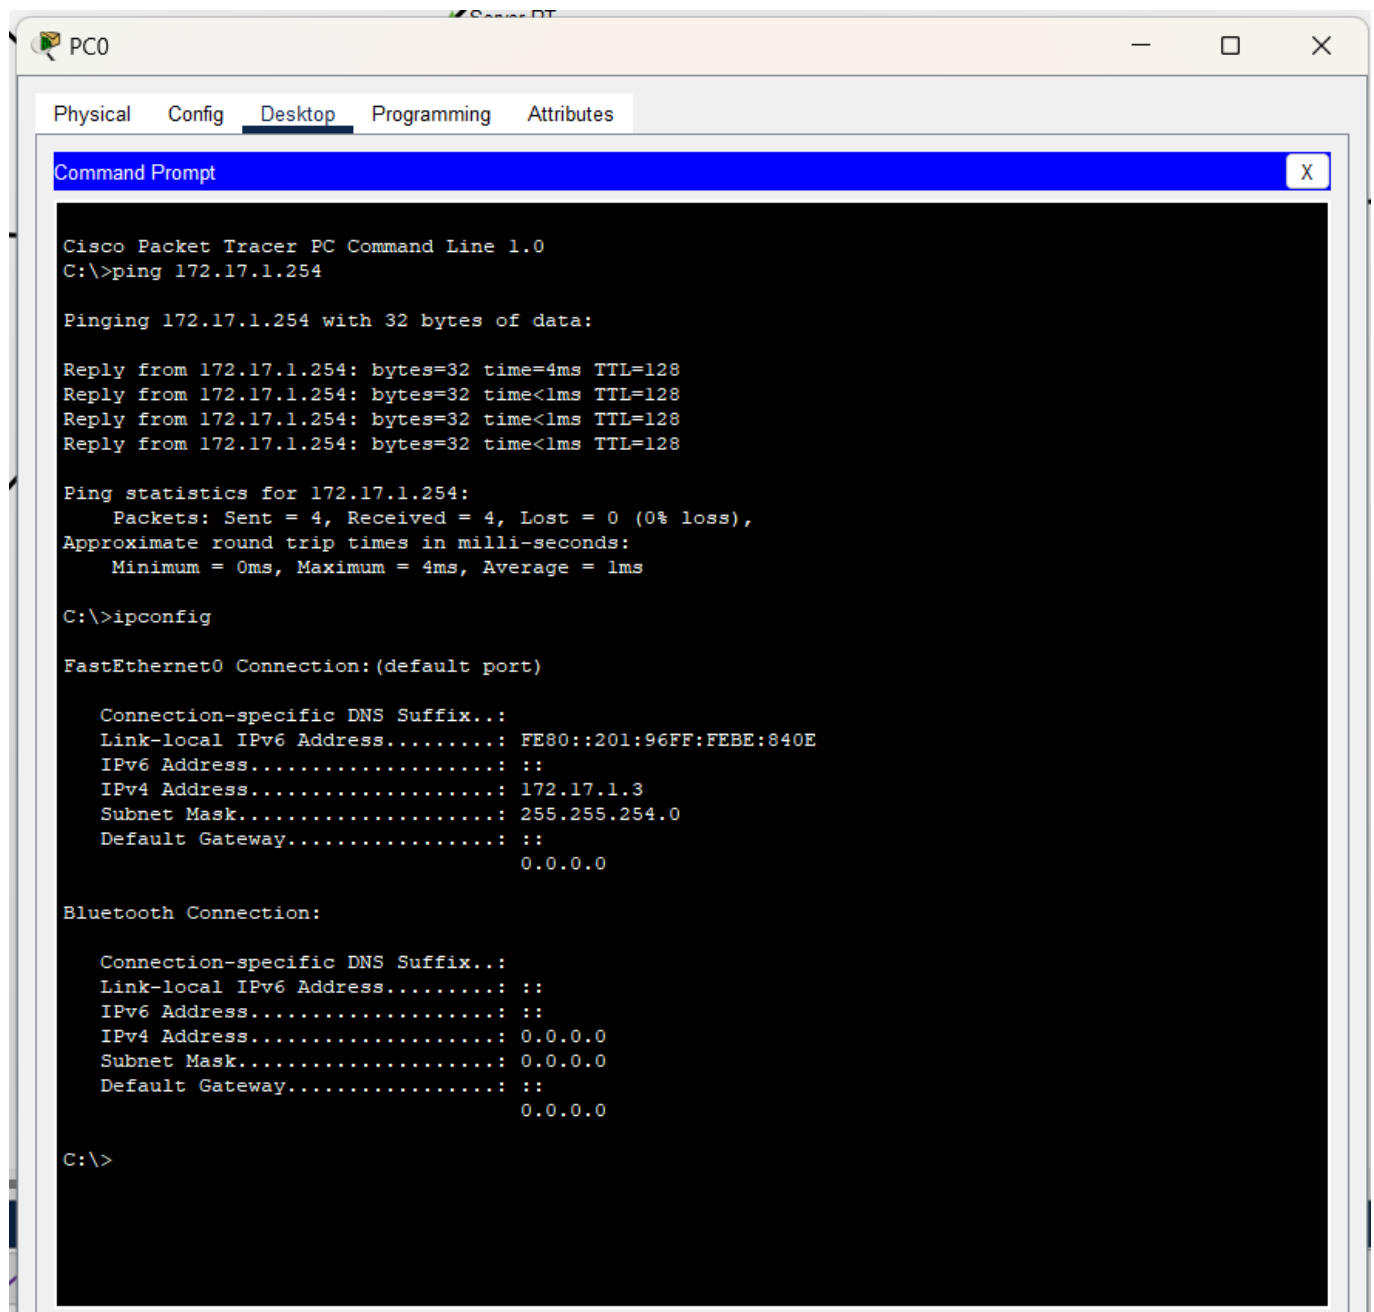 Server-PT
PC0
Physical Config Desktop Programming Attributes
Command Prompt
X
Cisco Packet Tracer PC Command Line 1.0
C:\>ping 172.17.1.254
Pinging 172.17.1.254 with 32 bytes of data:
Reply from 172.17.1.254: bytes=32 time=4ms TTL=128
Reply from 172.17.1.254: bytes=32 time<1ms TTL=128
Reply from 172.17.1.254: bytes=32 time<1ms TTL=128
Reply from 172.17.1.254: bytes=32 time<1ms TTL=128
Ping statistics for 172.17.1.254:
    Packets: Sent = 4, Received = 4, Lost = 0 (0% loss),
Approximate round trip times in milli-seconds:
    Minimum = 0ms, Maximum = 4ms, Average = 1ms
C:\>ipconfig
FastEthernet0 Connection:(default port)
   Connection-specific DNS Suffix..:
   Link-local IPv6 Address.........: FE80::201:96FF:FEBE:840E
   IPv6 Address....................: ::
   IPv4 Address....................: 172.17.1.3
   Subnet Mask.....................: 255.255.254.0
   Default Gateway.................: ::
                                     0.0.0.0
Bluetooth Connection:
   Connection-specific DNS Suffix..:
   Link-local IPv6 Address.........: ::
   IPv6 Address....................: ::
   IPv4 Address....................: 0.0.0.0
   Subnet Mask.....................: 0.0.0.0
   Default Gateway.................: ::
                                     0.0.0.0
C:\>